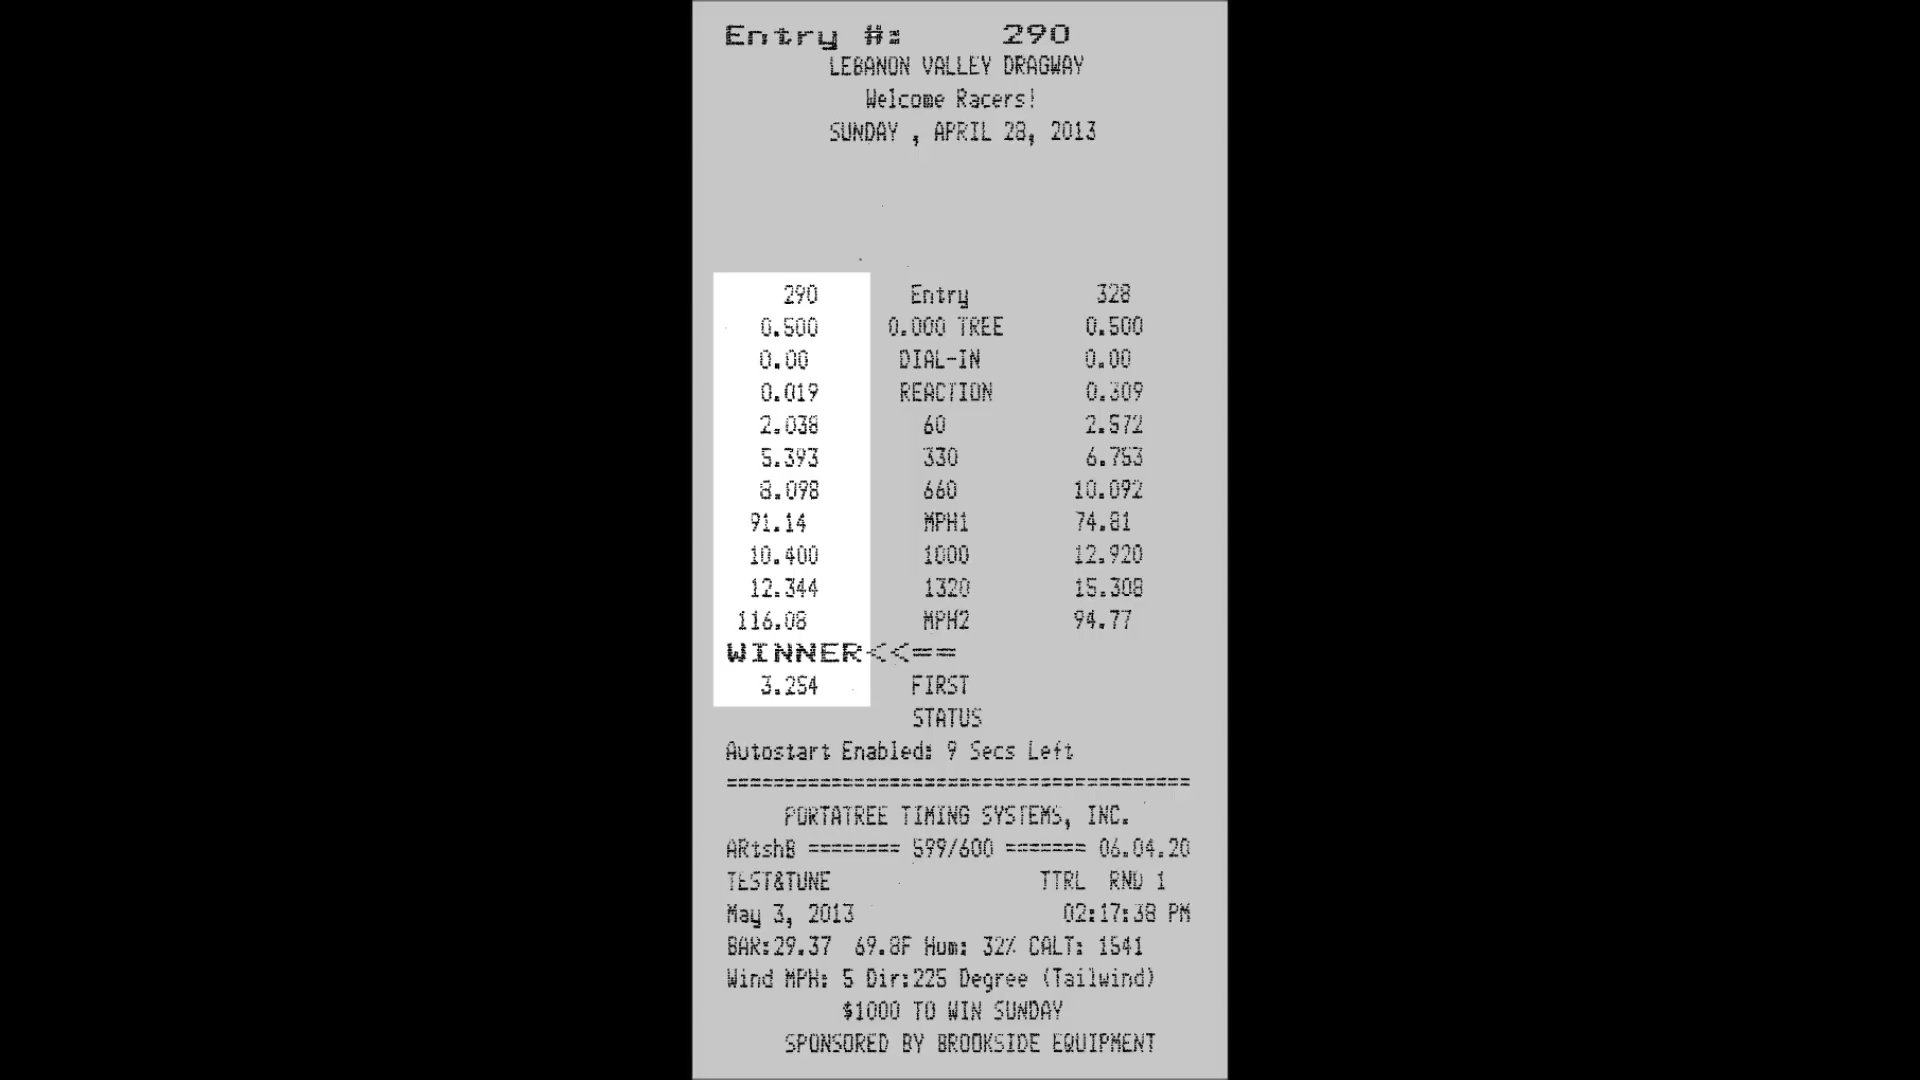 Entry #: 290
LEBANON VALLEY DRAGWAY
Welcome Racers!
SUNDAY , APRIL 28, 2013
290 Entry 328
0.500 0.000 TREE 0.500
0.00 DIAL-IN 0.00
0.019 REACTION 0.309
2.038 60 2.572
5.393 330 6.753
8.098 660 10.092
91.14 MPH1 74.81
10.400 1000 12.920
12.344 1320 15.308
116.08 MPH2 94.77
WINNER<<==
3.254 FIRST
STATUS
Autostart Enabled: 9 Secs Left
========================================
PORTATREE TIMING SYSTEMS, INC.
ARtshB ======== 599/600 ======= 06.04.20
TEST&TUNE TTRL RND 1
May 3, 2013 02:17:38 PM
BAR:29.37 69.8F Hum: 32% CALT: 1541
Wind MPH: 5 Dir:225 Degree (Tailwind)
$1000 TO WIN SUNDAY
SPONSORED BY BROOKSIDE EQUIPMENT